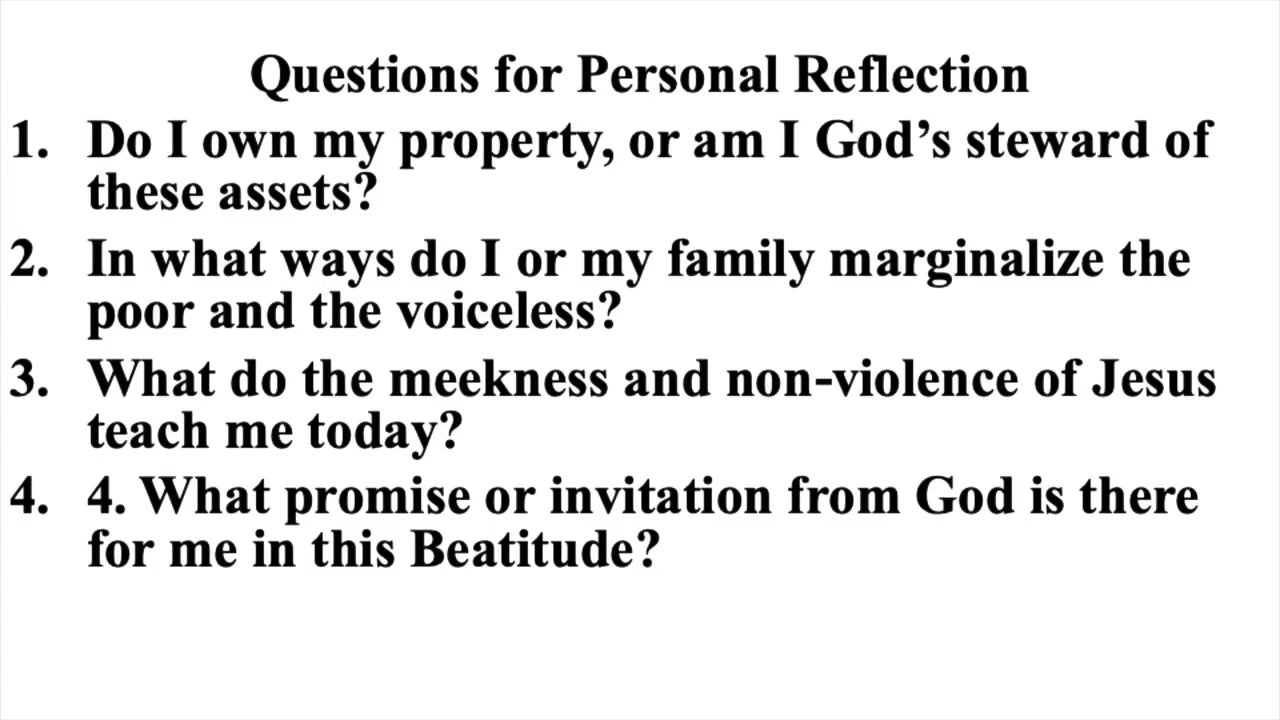 Questions for Personal Reflection
1. Do I own my property, or am I God’s steward of
these assets?
2. In what ways do I or my family marginalize the
poor and the voiceless?
3. What do the meekness and non-violence of Jesus
teach me today?
4. 4. What promise or invitation from God is there
for me in this Beatitude?